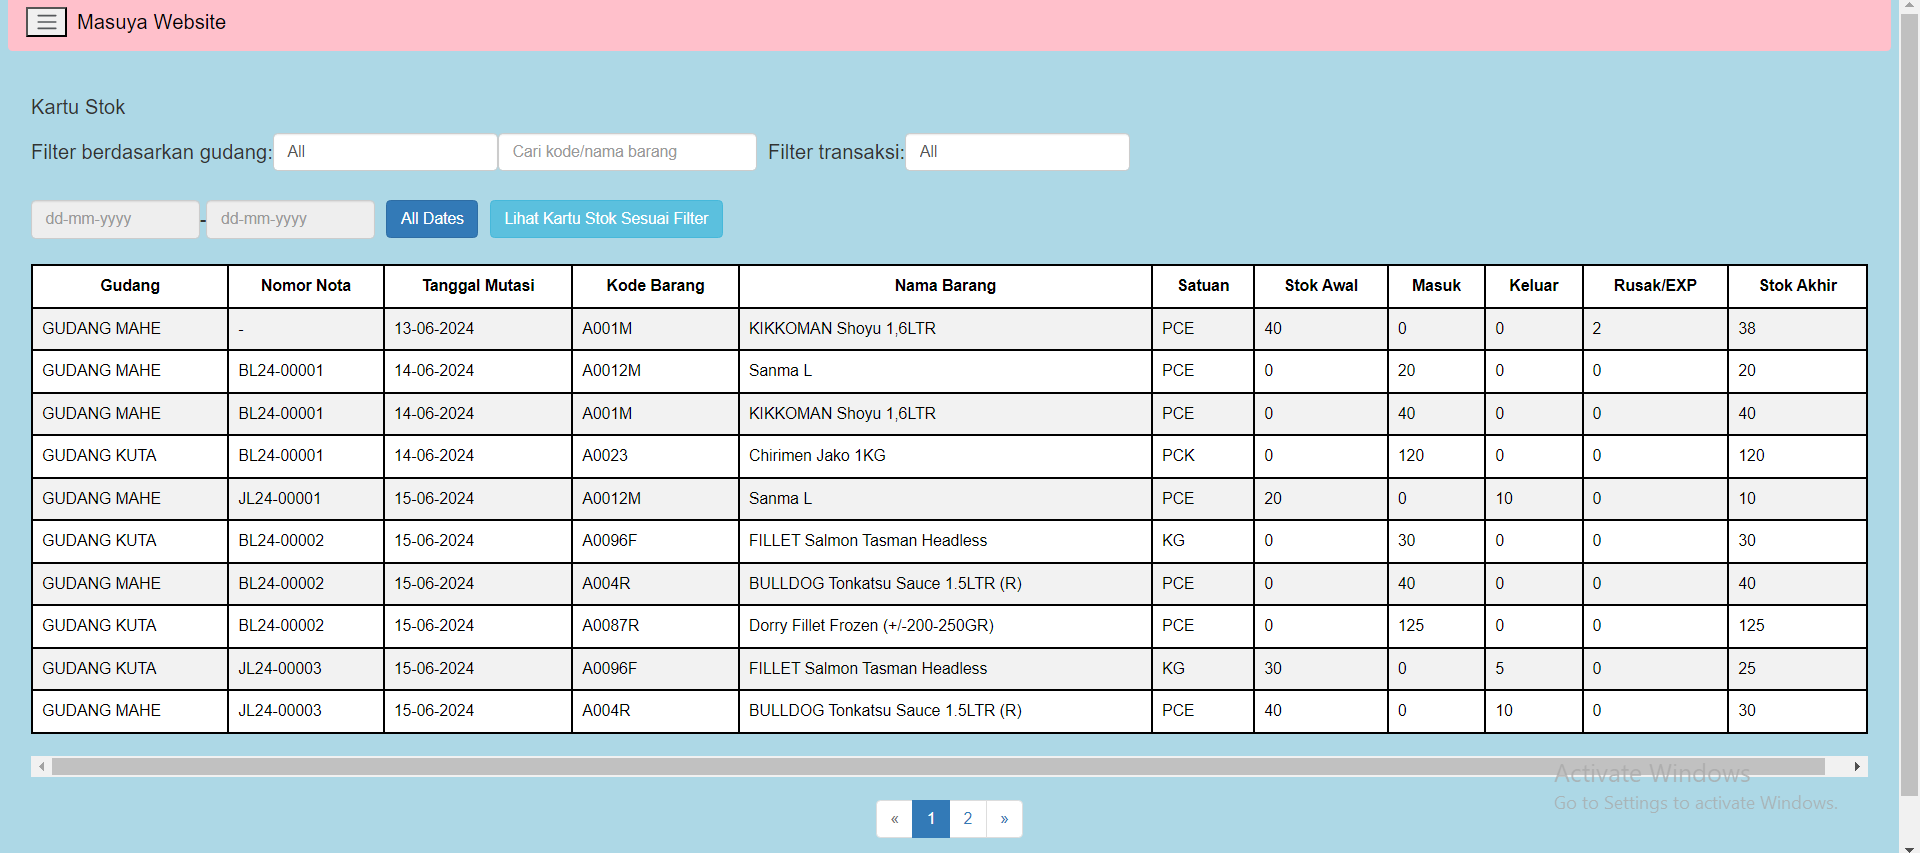 Masuya Website
Kartu Stok
Filter berdasarkan gudang: All Cari kode/nama barang Filter transaksi: All
dd-mm-yyyy - dd-mm-yyyy All Dates Lihat Kartu Stok Sesuai Filter
Gudang Nomor Nota Tanggal Mutasi Kode Barang Nama Barang Satuan Stok Awal Masuk Keluar Rusak/EXP Stok Akhir
GUDANG MAHE - 13-06-2024 A001M KIKKOMAN Shoyu 1,6LTR PCE 40 0 0 2 38
GUDANG MAHE BL24-00001 14-06-2024 A0012M Sanma L PCE 0 20 0 0 20
GUDANG MAHE BL24-00001 14-06-2024 A001M KIKKOMAN Shoyu 1,6LTR PCE 0 40 0 0 40
GUDANG KUTA BL24-00001 14-06-2024 A0023 Chirimen Jako 1KG PCK 0 120 0 0 120
GUDANG MAHE JL24-00001 15-06-2024 A0012M Sanma L PCE 20 0 10 0 10
GUDANG KUTA BL24-00002 15-06-2024 A0096F FILLET Salmon Tasman Headless KG 0 30 0 0 30
GUDANG MAHE BL24-00002 15-06-2024 A004R BULLDOG Tonkatsu Sauce 1.5LTR (R) PCE 0 40 0 0 40
GUDANG KUTA BL24-00002 15-06-2024 A0087R Dorry Fillet Frozen (+/-200-250GR) PCE 0 125 0 0 125
GUDANG KUTA JL24-00003 15-06-2024 A0096F FILLET Salmon Tasman Headless KG 30 0 5 0 25
GUDANG MAHE JL24-00003 15-06-2024 A004R BULLDOG Tonkatsu Sauce 1.5LTR (R) PCE 40 0 10 0 30
Activate Windows
Go to Settings to activate Windows.
« 1 2 »